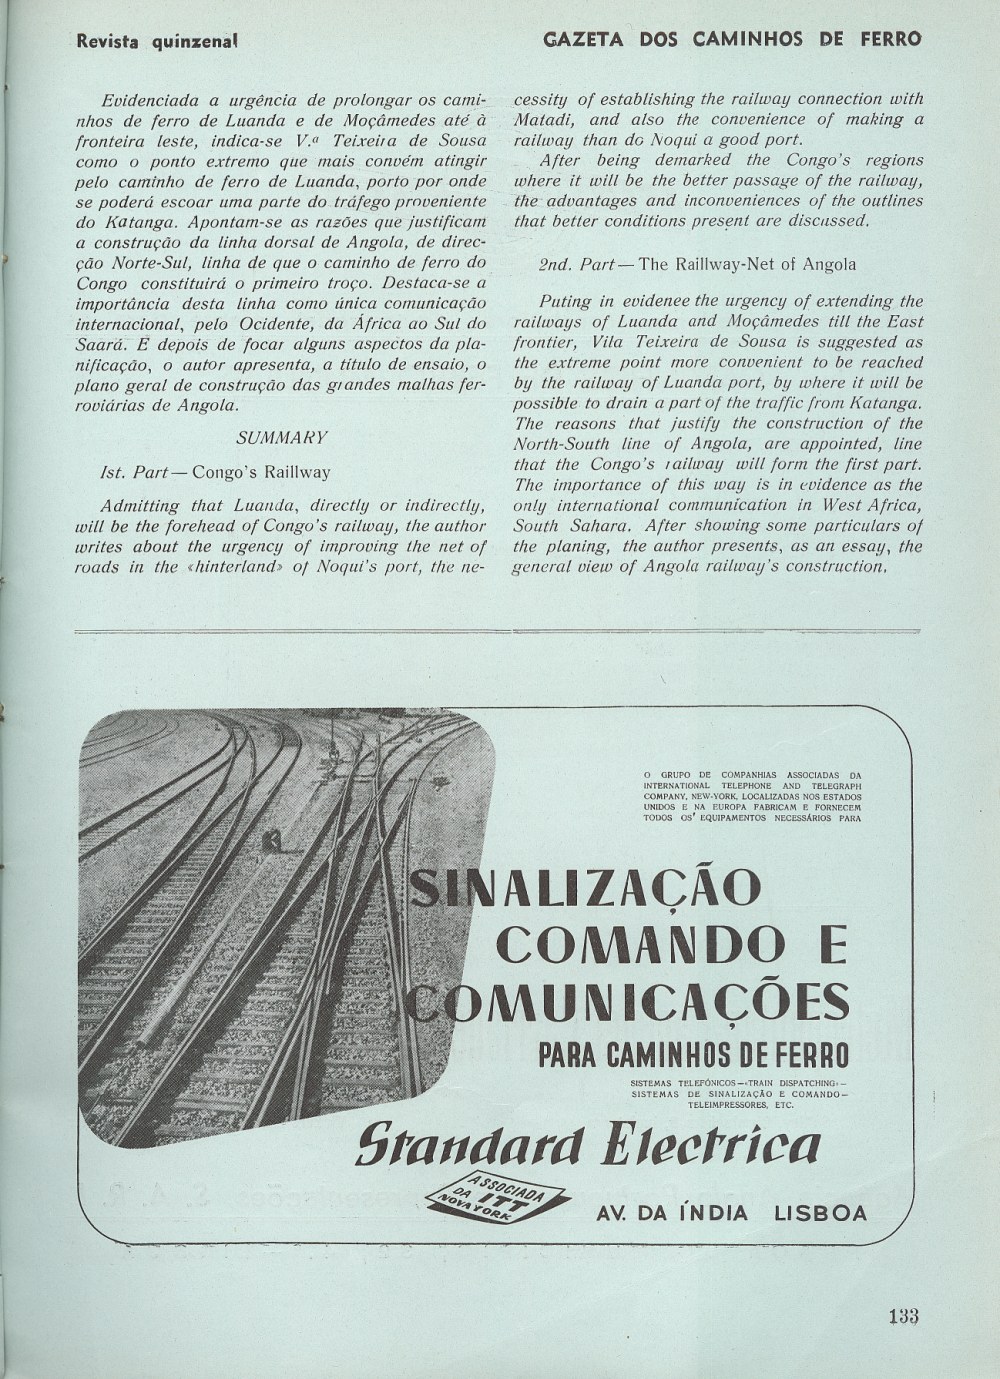 Revista quinzenal
GAZETA DOS CAMINHOS DE FERRO
Evidenciada a urgência de prolongar os cami-
nhos de ferro de Luanda e de Moçâmedes até à
fronteira leste, indica-se V.ª Teixeira de Sousa
como o ponto extremo que mais convém atingir
pelo caminho de ferro de Luanda, porto por onde
se poderá escoar uma parte do tráfego proveniente
do Katanga. Apontam-se as razões que justificam
a construção da linha dorsal de Angola, de direc-
ção Norte-Sul, linha de que o caminho de ferro do
Congo constituirá o primeiro troço. Destaca-se a
importância desta linha como única comunicação
internacional, pelo Ocidente, da África ao Sul do
Saará. E depois de focar alguns aspectos da pla-
nificação, o autor apresenta, a título de ensaio, o
plano geral de construção das grandes malhas fer-
roviárias de Angola.
SUMMARY
1st. Part — Congo's Raillway
Admitting that Luanda, directly or indirectly,
will be the forehead of Congo's railway, the author
writes about the urgency of improving the net of
roads in the «hinterland» of Noqui's port, the ne-
cessity of establishing the railway connection with
Matadi, and also the convenience of making a
railway than do Noqui a good port.
After being demarked the Congo's regions
where it will be the better passage of the railway,
the advantages and inconveniences of the outlines
that better conditions present are discussed.
2nd. Part — The Raillway-Net of Angola
Puting in evidenee the urgency of extending the
railways of Luanda and Moçâmedes till the East
frontier, Vila Teixeira de Sousa is suggested as
the extreme point more convenient to be reached
by the railway of Luanda port, by where it will be
possible to drain a part of the traffic from Katanga.
The reasons that justify the construction of the
North-South line of Angola, are appointed, line
that the Congo's railway will form the first part.
The importance of this way is in evidence as the
only international communication in West Africa,
South Sahara. After showing some particulars of
the planing, the author presents, as an essay, the
general view of Angola railway's construction.
O GRUPO DE COMPANHIAS ASSOCIADAS DA
INTERNATIONAL TELEPHONE AND TELEGRAPH
COMPANY, NEW-YORK, LOCALIZADAS NOS ESTADOS
UNIDOS E NA EUROPA FABRICAM E FORNECEM
TODOS OS EQUIPAMENTOS NECESSÁRIOS PARA
SINALIZAÇÃO
COMANDO E
COMUNICAÇÕES
PARA CAMINHOS DE FERRO
SISTEMAS TELEFÓNICOS—«TRAIN DISPATCHING»—
SISTEMAS DE SINALIZAÇÃO E COMANDO—
TELEIMPRESSORES, ETC.
Standard Electrica
ASSOCIADA
DA ITT
NOVA YORK
AV. DA ÍNDIA LISBOA
133